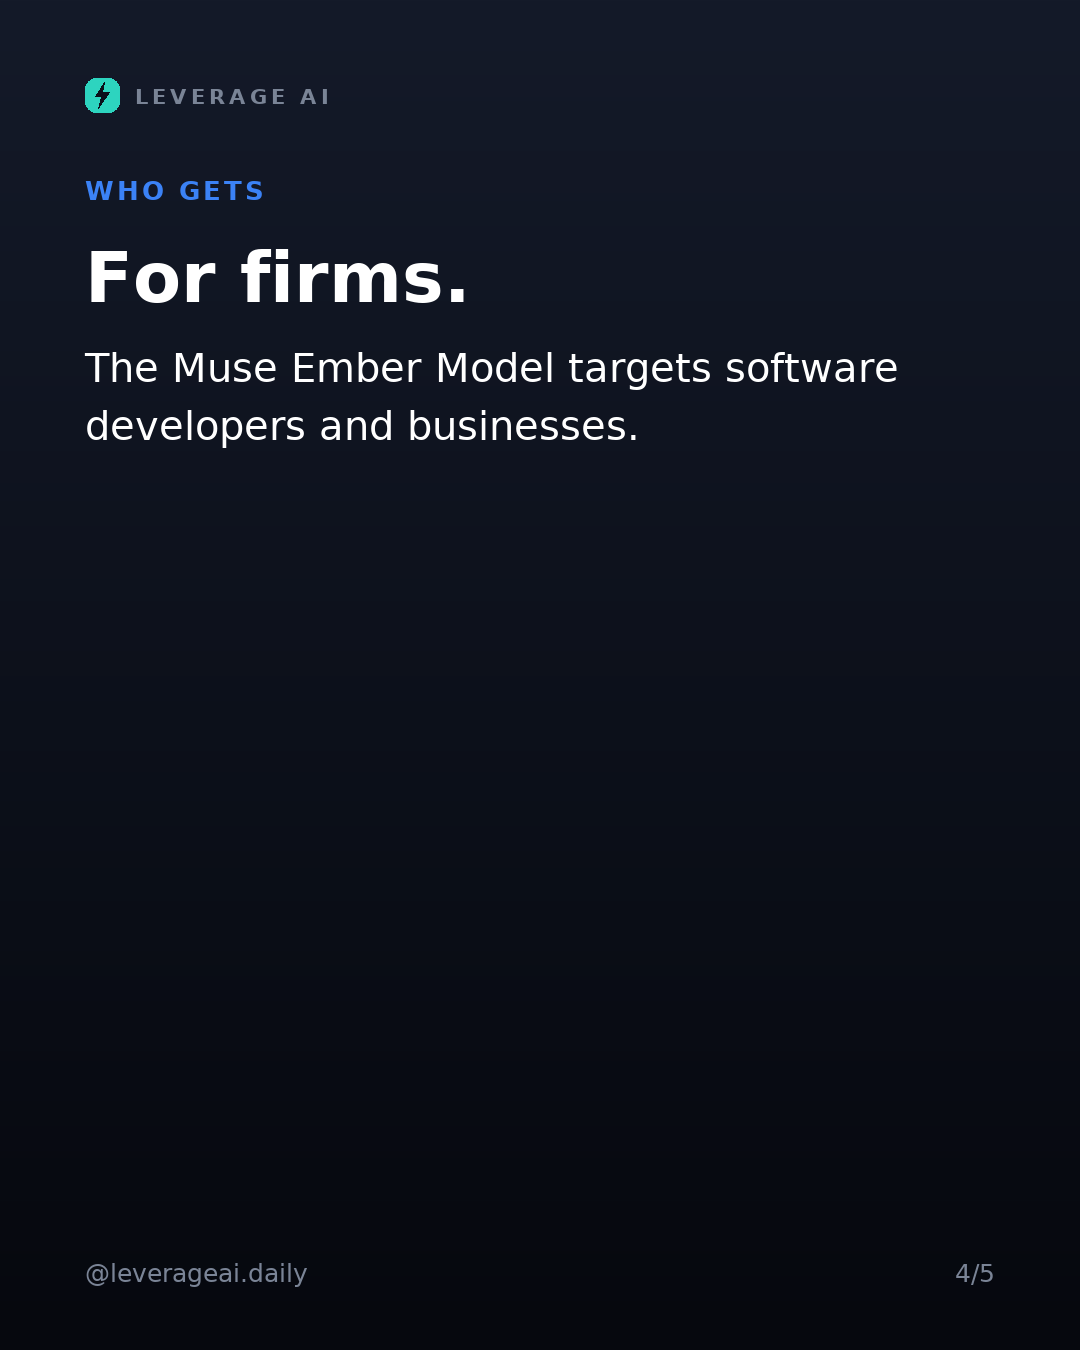 LEVERAGE AI
WHO GETS
For firms.
The Muse Ember Model targets software
developers and businesses.
@leverageai.daily
4/5